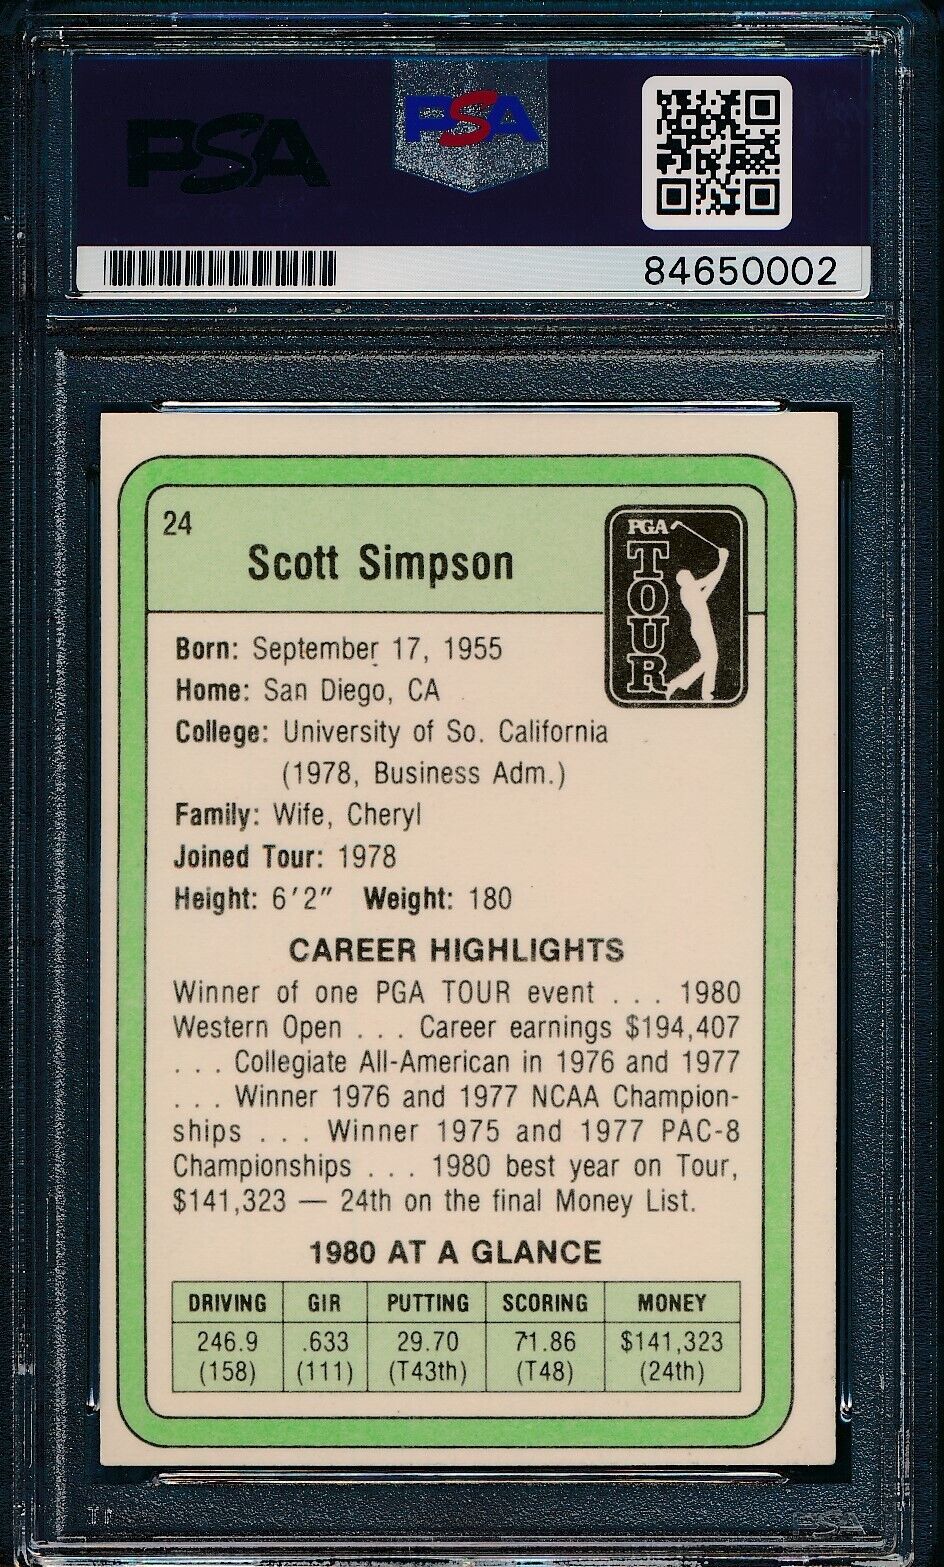 PSA
PSA
84650002
24
Scott Simpson
PGA
TOUR
Born: September 17, 1955
Home: San Diego, CA
College: University of So. California
(1978, Business Adm.)
Family: Wife, Cheryl
Joined Tour: 1978
Height: 6'2" Weight: 180
CAREER HIGHLIGHTS
Winner of one PGA TOUR event . . . 1980
Western Open . . . Career earnings $194,407
. . . Collegiate All-American in 1976 and 1977
. . . Winner 1976 and 1977 NCAA Champion-
ships . . . Winner 1975 and 1977 PAC-8
Championships . . . 1980 best year on Tour,
$141,323 — 24th on the final Money List.
1980 AT A GLANCE
DRIVING GIR PUTTING SCORING MONEY
246.9 .633 29.70 71.86 $141,323
(158) (111) (T43th) (T48) (24th)
PSA